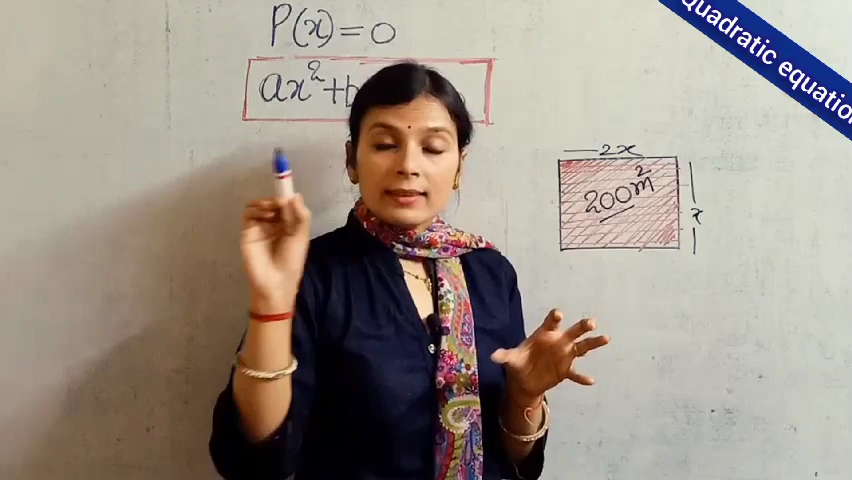 P(x) = 0
ax²+b
2x
200m²
x
quadratic equation